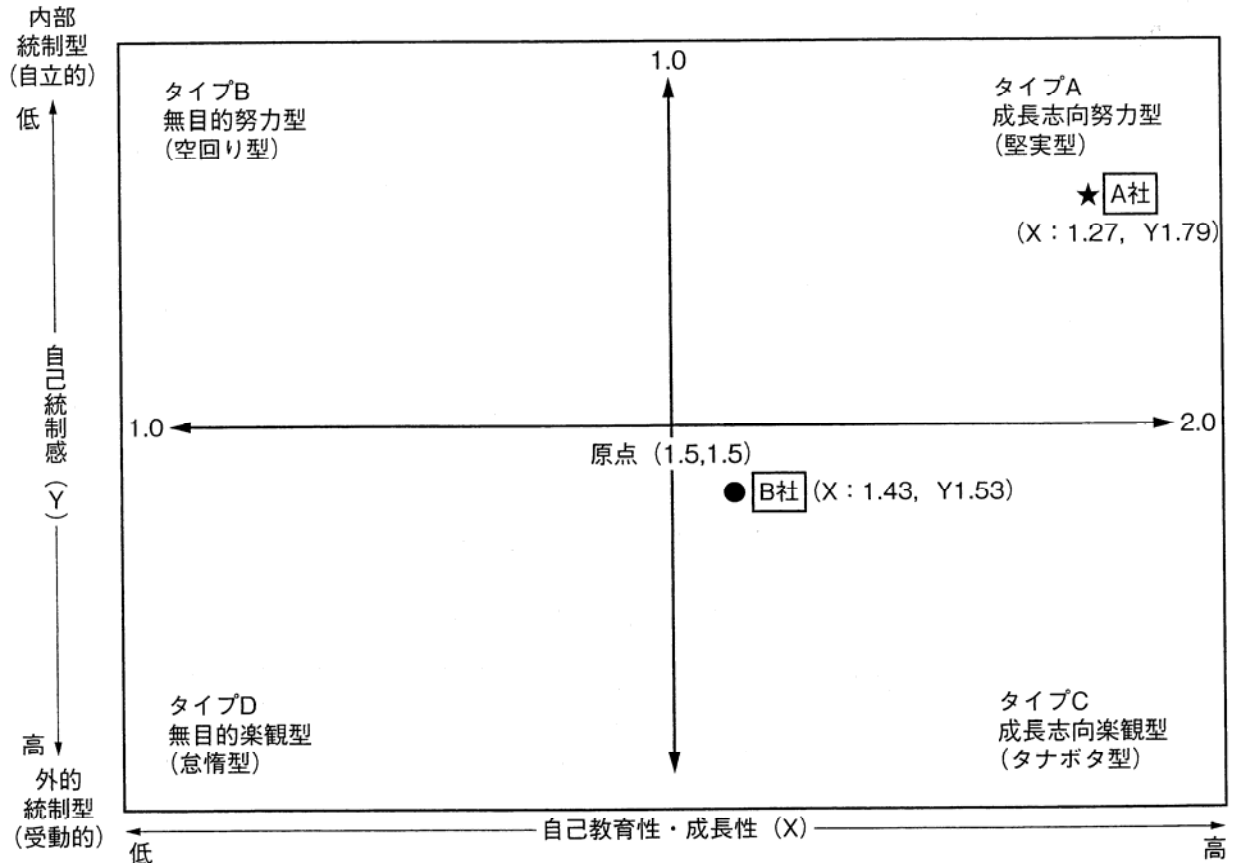 内部
統制型
(自立的)
低
自己統制感(Y)
高
外的
統制型
(受動的)
タイプB
無目的努力型
(空回り型)
1.0
タイプA
成長志向努力型
(堅実型)
★ A社
(X：1.27, Y1.79)
1.0
2.0
原点 (1.5,1.5)
● B社 (X：1.43, Y1.53)
タイプD
無目的楽観型
(怠惰型)
タイプC
成長志向楽観型
(タナボタ型)
自己教育性・成長性 (X)
低
高